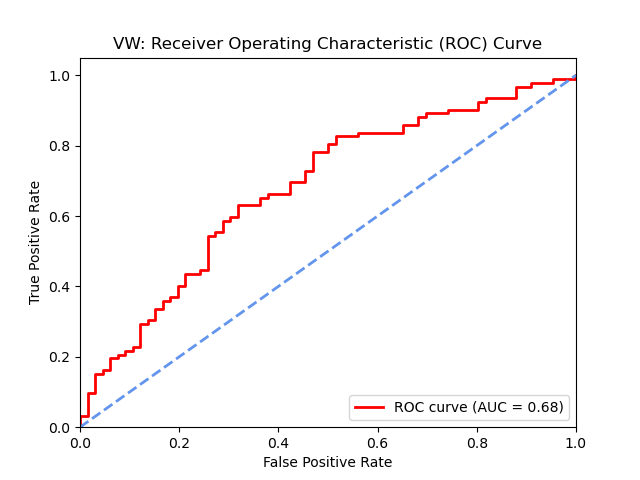 VW: Receiver Operating Characteristic (ROC) Curve
1.0
0.8
0.6
0.4
0.2
0.0
True Positive Rate
ROC curve (AUC = 0.68)
0.0 0.2 0.4 0.6 0.8 1.0
False Positive Rate